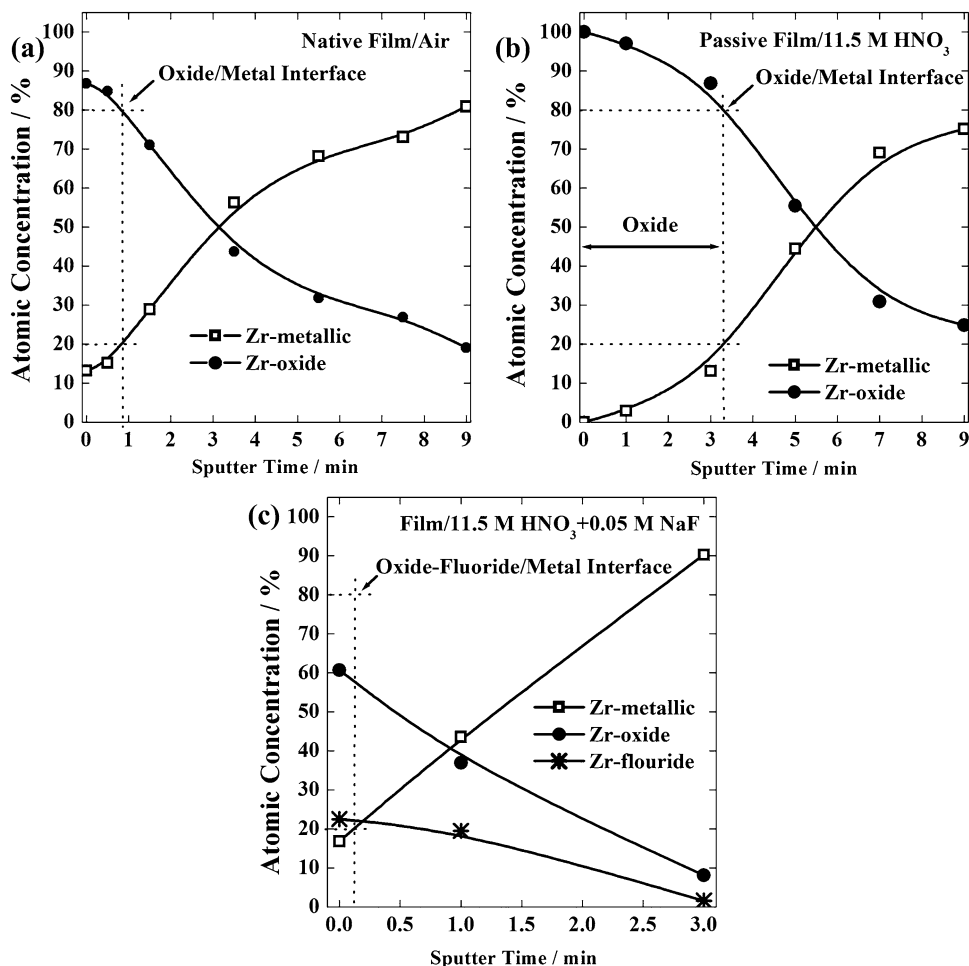 (a)
Native Film/Air
Oxide/Metal Interface
Atomic Concentration / %
100
90
80
70
60
50
40
30
20
10
0
Zr-metallic
Zr-oxide
0 1 2 3 4 5 6 7 8 9
Sputter Time / min
(b)
Passive Film/11.5 M HNO3
Oxide/Metal Interface
Atomic Concentration / %
100
90
80
70
60
50
40
30
20
10
0
Oxide
Zr-metallic
Zr-oxide
0 1 2 3 4 5 6 7 8 9
Sputter Time / min
(c)
Film/11.5 M HNO3+0.05 M NaF
Oxide-Fluoride/Metal Interface
Atomic Concentration / %
100
90
80
70
60
50
40
30
20
10
0
Zr-metallic
Zr-oxide
Zr-flouride
0.0 0.5 1.0 1.5 2.0 2.5 3.0
Sputter Time / min